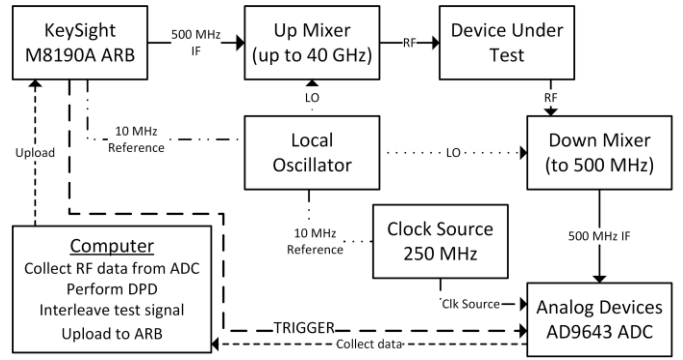 KeySight
M8190A ARB
500 MHz
IF
Up Mixer
(up to 40 GHz)
RF
Device Under
Test
LO
RF
10 MHz
Reference
Local
Oscillator
LO
Down Mixer
(to 500 MHz)
Upload
10 MHz
Reference
Clock Source
250 MHz
500 MHz IF
Computer
Collect RF data from ADC
Perform DPD
Interleave test signal
Upload to ARB
Clk Source
Analog Devices
AD9643 ADC
TRIGGER
Collect data